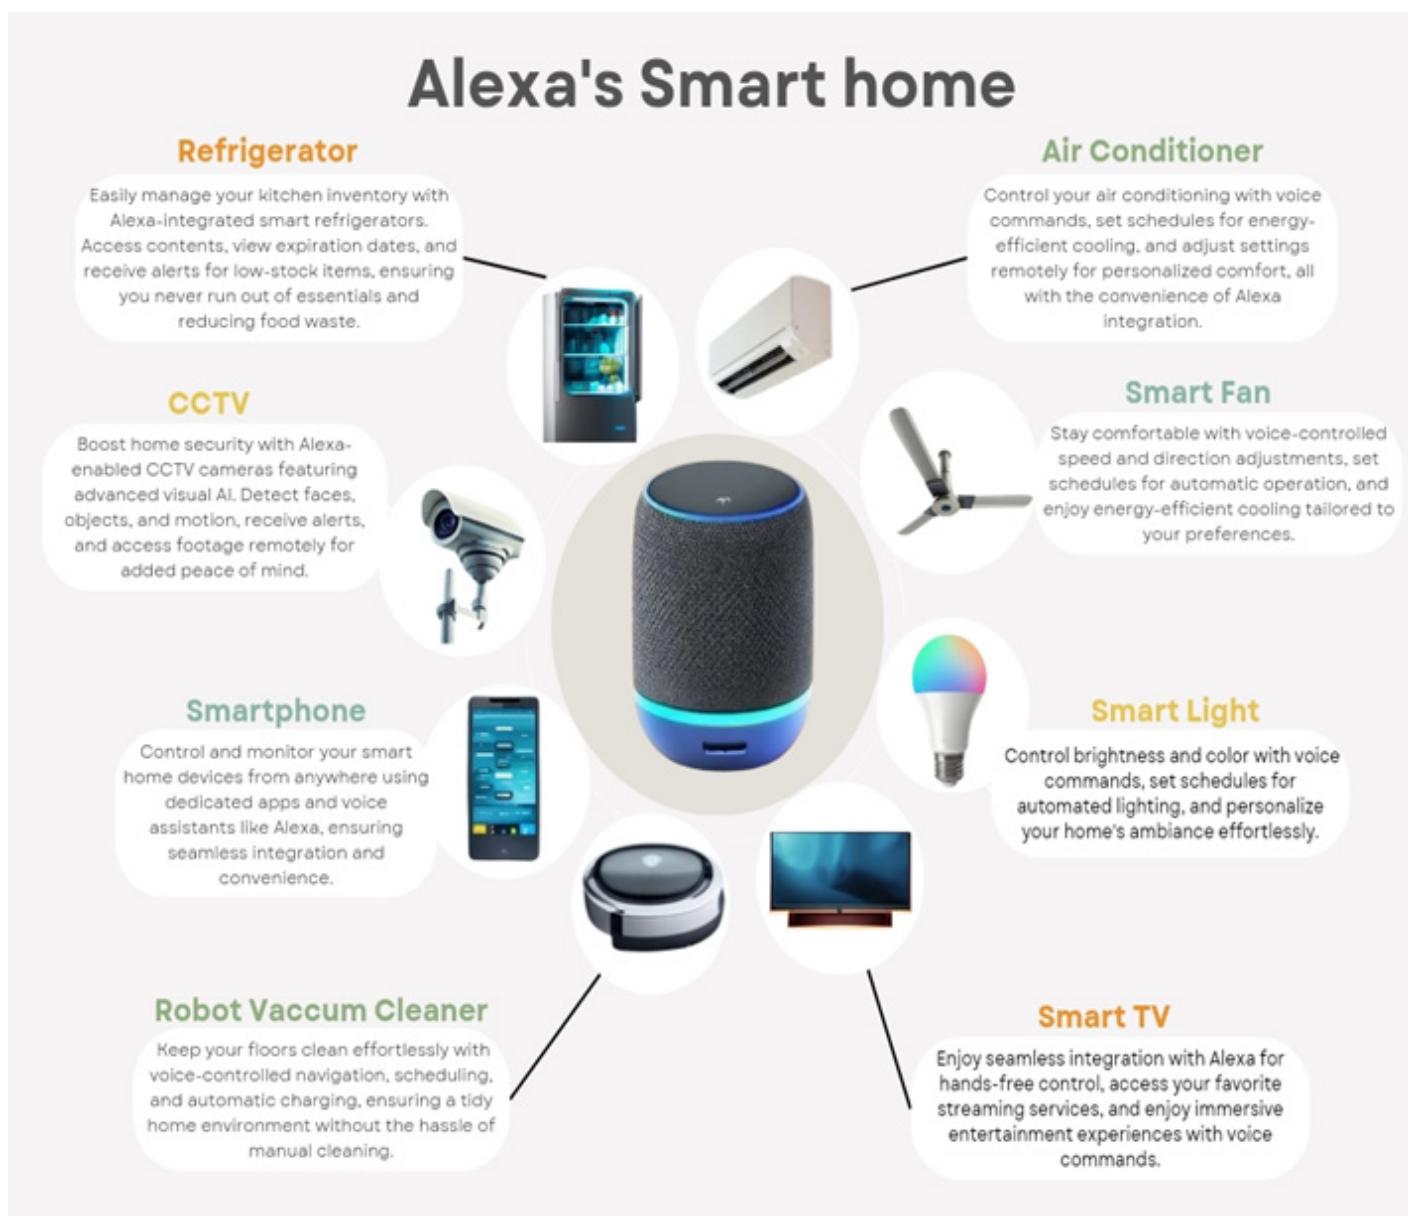 Alexa's Smart home
Refrigerator
Easily manage your kitchen inventory with
Alexa-integrated smart refrigerators.
Access contents, view expiration dates, and
receive alerts for low-stock items, ensuring
you never run out of essentials and
reducing food waste.
Air Conditioner
Control your air conditioning with voice
commands, set schedules for energy-
efficient cooling, and adjust settings
remotely for personalized comfort, all
with the convenience of Alexa
integration.
CCTV
Boost home security with Alexa-
enabled CCTV cameras featuring
advanced visual AI. Detect faces,
objects, and motion, receive alerts,
and access footage remotely for
added peace of mind.
Smart Fan
Stay comfortable with voice-controlled
speed and direction adjustments, set
schedules for automatic operation, and
enjoy energy-efficient cooling tailored to
your preferences.
Smartphone
Control and monitor your smart
home devices from anywhere using
dedicated apps and voice
assistants like Alexa, ensuring
seamless integration and
convenience.
Smart Light
Control brightness and color with voice
commands, set schedules for
automated lighting, and personalize
your home's ambiance effortlessly.
Robot Vaccum Cleaner
Keep your floors clean effortlessly with
voice-controlled navigation, scheduling,
and automatic charging, ensuring a tidy
home environment without the hassle of
manual cleaning.
Smart TV
Enjoy seamless integration with Alexa for
hands-free control, access your favorite
streaming services, and enjoy immersive
entertainment experiences with voice
commands.